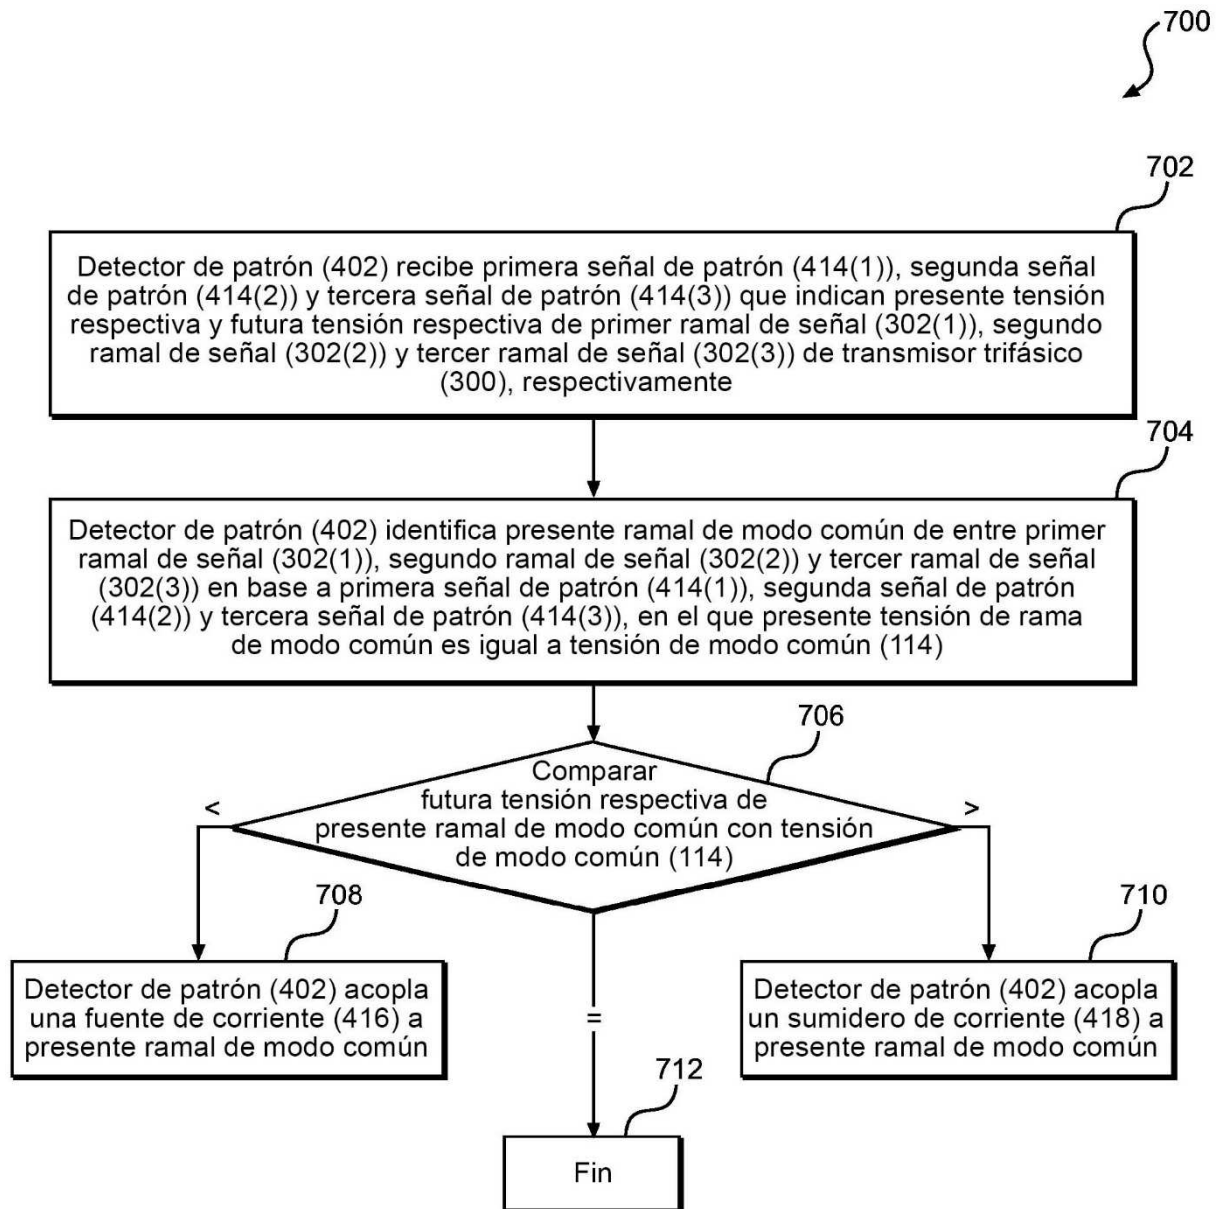 700
702
Detector de patrón (402) recibe primera señal de patrón (414(1)), segunda señal
de patrón (414(2)) y tercera señal de patrón (414(3)) que indican presente tensión
respectiva y futura tensión respectiva de primer ramal de señal (302(1)), segundo
ramal de señal (302(2)) y tercer ramal de señal (302(3)) de transmisor trifásico
(300), respectivamente
704
Detector de patrón (402) identifica presente ramal de modo común de entre primer
ramal de señal (302(1)), segundo ramal de señal (302(2)) y tercer ramal de señal
(302(3)) en base a primera señal de patrón (414(1)), segunda señal de patrón
(414(2)) y tercera señal de patrón (414(3)), en el que presente tensión de rama
de modo común es igual a tensión de modo común (114)
706
Comparar
futura tensión respectiva de
presente ramal de modo común con tensión
de modo común (114)
<
>
708
Detector de patrón (402) acopla
una fuente de corriente (416) a
presente ramal de modo común
=
710
Detector de patrón (402) acopla
un sumidero de corriente (418) a
presente ramal de modo común
712
Fin